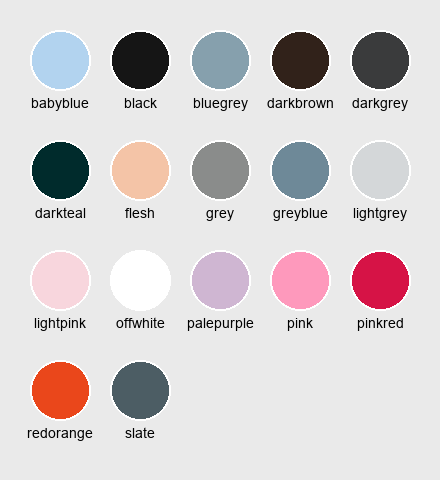 babyblue black bluegrey darkbrown darkgrey
darkteal flesh grey greyblue lightgrey
lightpink offwhite palepurple pink pinkred
redorange slate